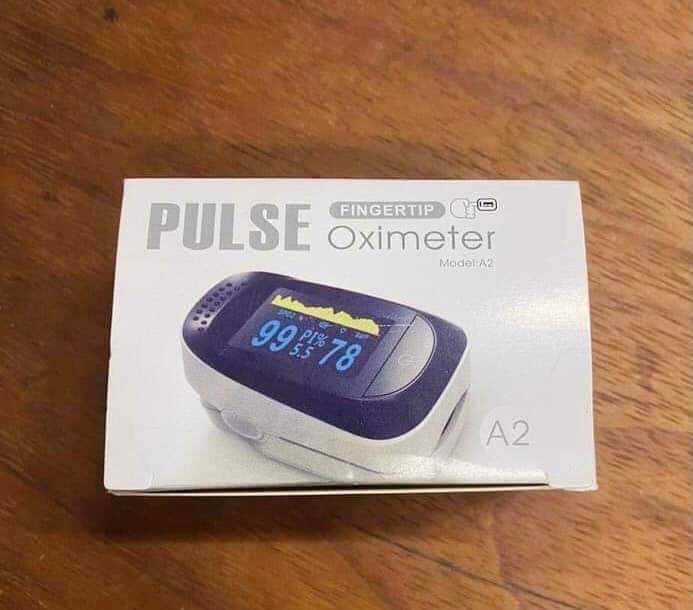 PULSE FINGERTIP
Oximeter
Model:A2
99 PI% 78
5.5
A2